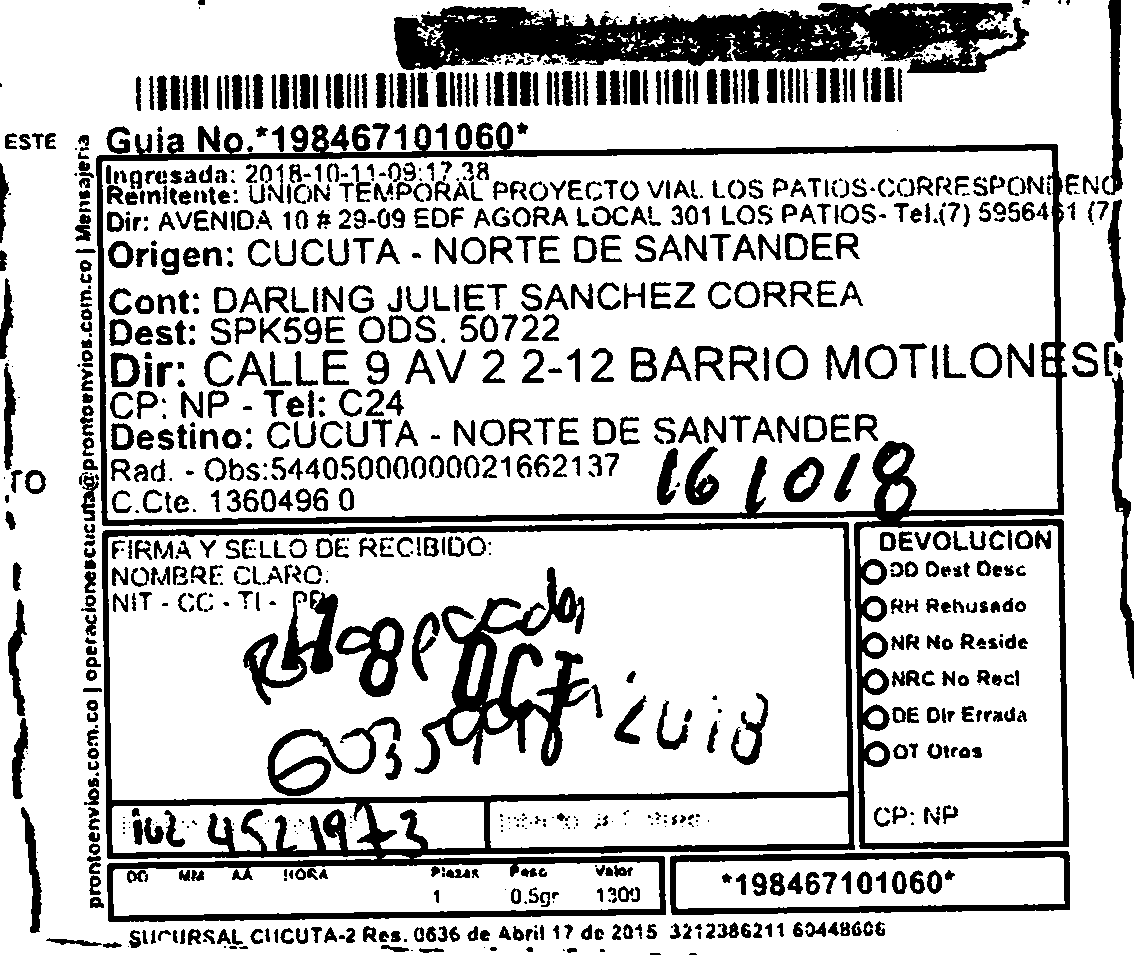 ESTE
Guia No.*198467101060*
Ingresada: 2018-10-11-09:17.38
Remitente: UNION TEMPORAL PROYECTO VIAL LOS PATIOS-CORRESPONDENC
Dir: AVENIDA 10 # 29-09 EDF AGORA LOCAL 301 LOS PATIOS- Tel.(7) 5956461 (7)
Origen: CUCUTA - NORTE DE SANTANDER
Cont: DARLING JULIET SANCHEZ CORREA
Dest: SPK59E ODS. 50722
Dir: CALLE 9 AV 2 2-12 BARRIO MOTILONES
CP: NP - Tel: C24
Destino: CUCUTA - NORTE DE SANTANDER
TO
Rad. - Obs:54405000000021662137
161018
C.Cte. 1360496 0
prontoenvios.com.co | operacionescucuta@prontoenvios.com.co | Mensajeria
FIRMA Y SELLO DE RECIBIDO:
NOMBRE CLARO:
NIT - CC - TI -
OCT 2018
DEVOLUCION
DD Dest Desc
RH Rehusado
NR No Reside
NRC No Recl
DE Dir Errada
OT Otros
CP: NP
4521973
DD MM AA HORA
Piezas Peso Valor
1 0.5gr 1300
*198467101060*
SUCURSAL CUCUTA-2 Res. 0636 de Abril 17 de 2015 3212386211 60448606